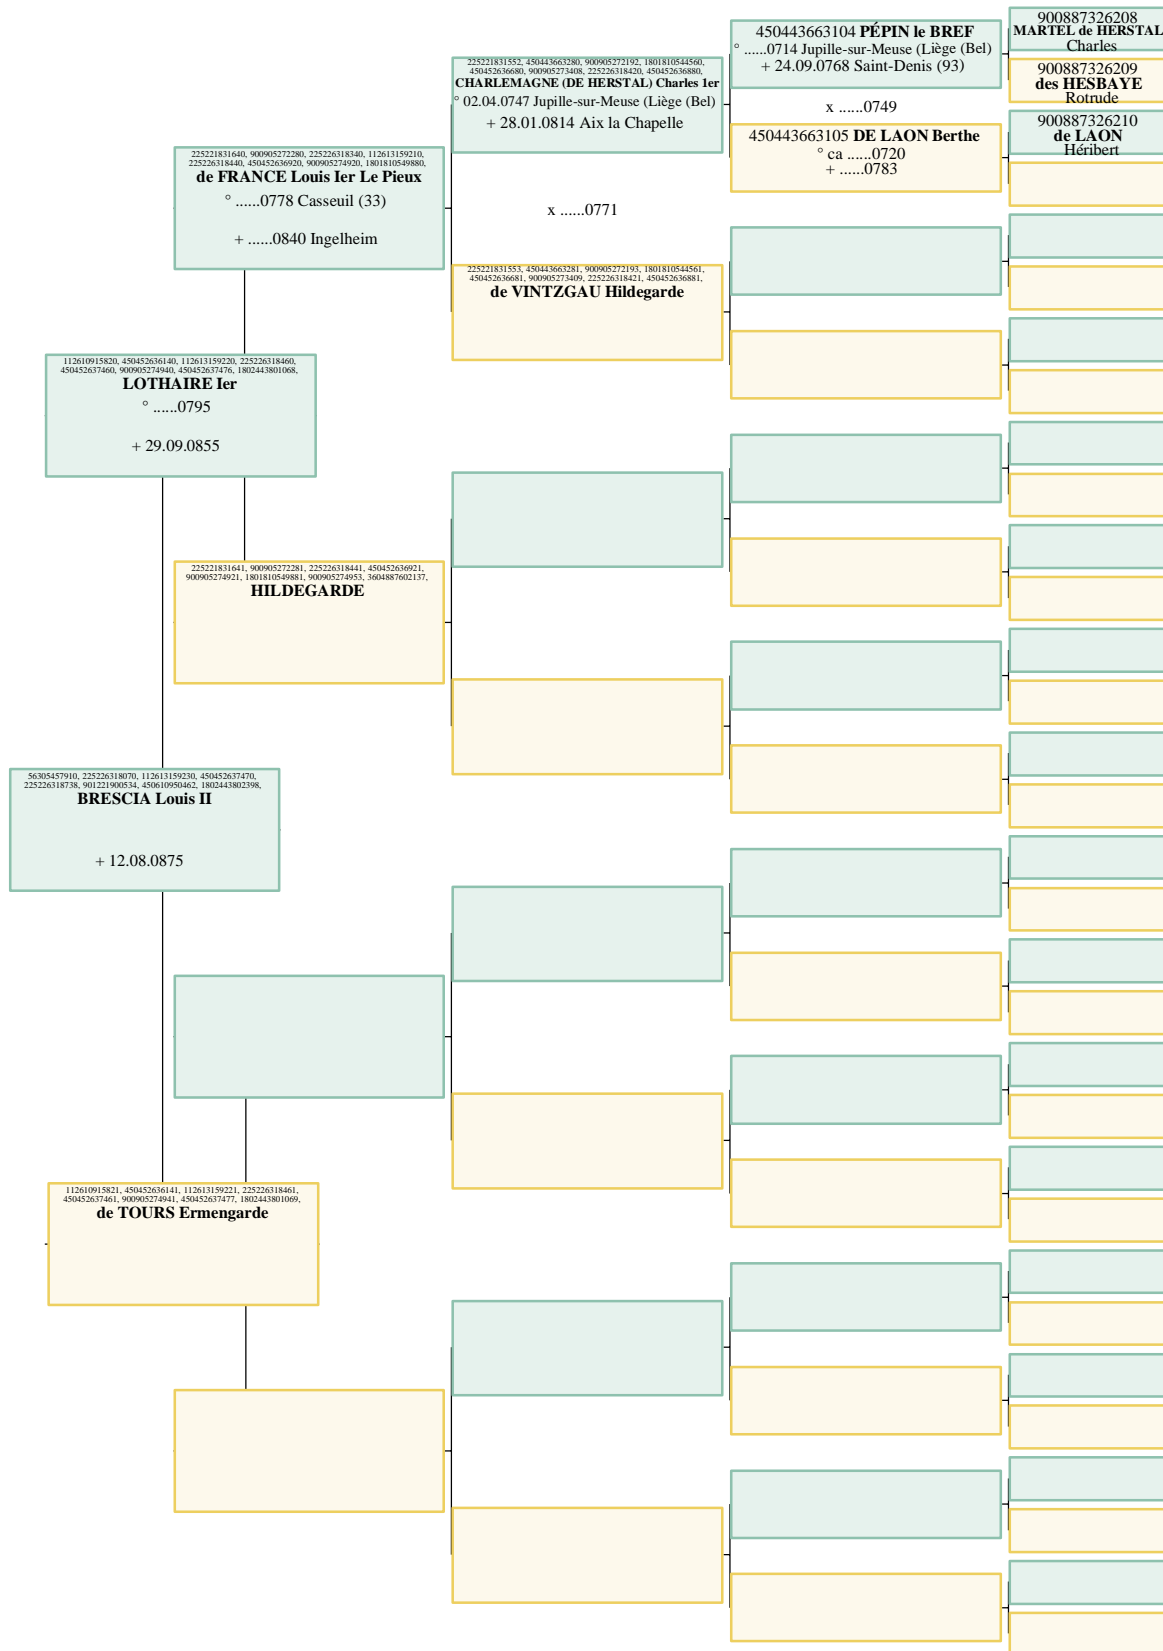 900887326208
MARTEL de HERSTAL
Charles
900887326209
des HESBAYE
Rotrude
900887326210
de LAON
Héribert
450443663104 PÉPIN le BREF
° ......0714 Jupille-sur-Meuse (Liège (Bel)
+ 24.09.0768 Saint-Denis (93)
x ......0749
450443663105 DE LAON Berthe
° ca ......0720
+ ......0783
225221831552, 450443663280, 900905272192, 1801810544560,
450452636680, 900905273408, 225226318420, 450452636880,
CHARLEMAGNE (DE HERSTAL) Charles 1er
° 02.04.0747 Jupille-sur-Meuse (Liège (Bel)
+ 28.01.0814 Aix la Chapelle
x ......0771
225221831553, 450443663281, 900905272193, 1801810544561,
450452636681, 900905273409, 225226318421, 450452636881,
de VINTZGAU Hildegarde
225221831640, 900905272280, 225226318340, 112613159210,
225226318440, 450452636920, 900905274920, 1801810549880,
de FRANCE Louis Ier Le Pieux
° ......0778 Casseuil (33)
+ ......0840 Ingelheim
112610915820, 450452636140, 112613159220, 225226318460,
450452637460, 900905274940, 450452637476, 1802443801068,
LOTHAIRE Ier
° ......0795
+ 29.09.0855
225221831641, 900905272281, 225226318441, 450452636921,
900905274921, 1801810549881, 900905274953, 3604887602137,
HILDEGARDE
56305457910, 225226318070, 112613159230, 450452637470,
225226318738, 901221900534, 450610950462, 1802443802398,
BRESCIA Louis II
+ 12.08.0875
112610915821, 450452636141, 112613159221, 225226318461,
450452637461, 900905274941, 450452637477, 1802443801069,
de TOURS Ermengarde